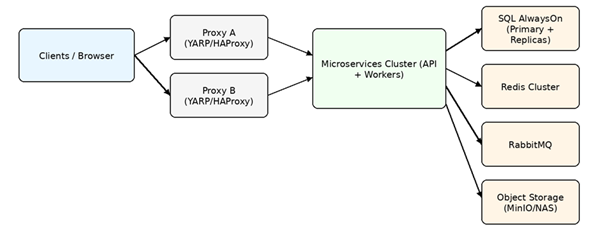 Clients / Browser
Proxy A
(YARP/HAProxy)
Proxy B
(YARP/HAProxy)
Microservices Cluster (API
+ Workers)
SQL AlwaysOn
(Primary +
Replicas)
Redis Cluster
RabbitMQ
Object Storage
(MinIO/NAS)